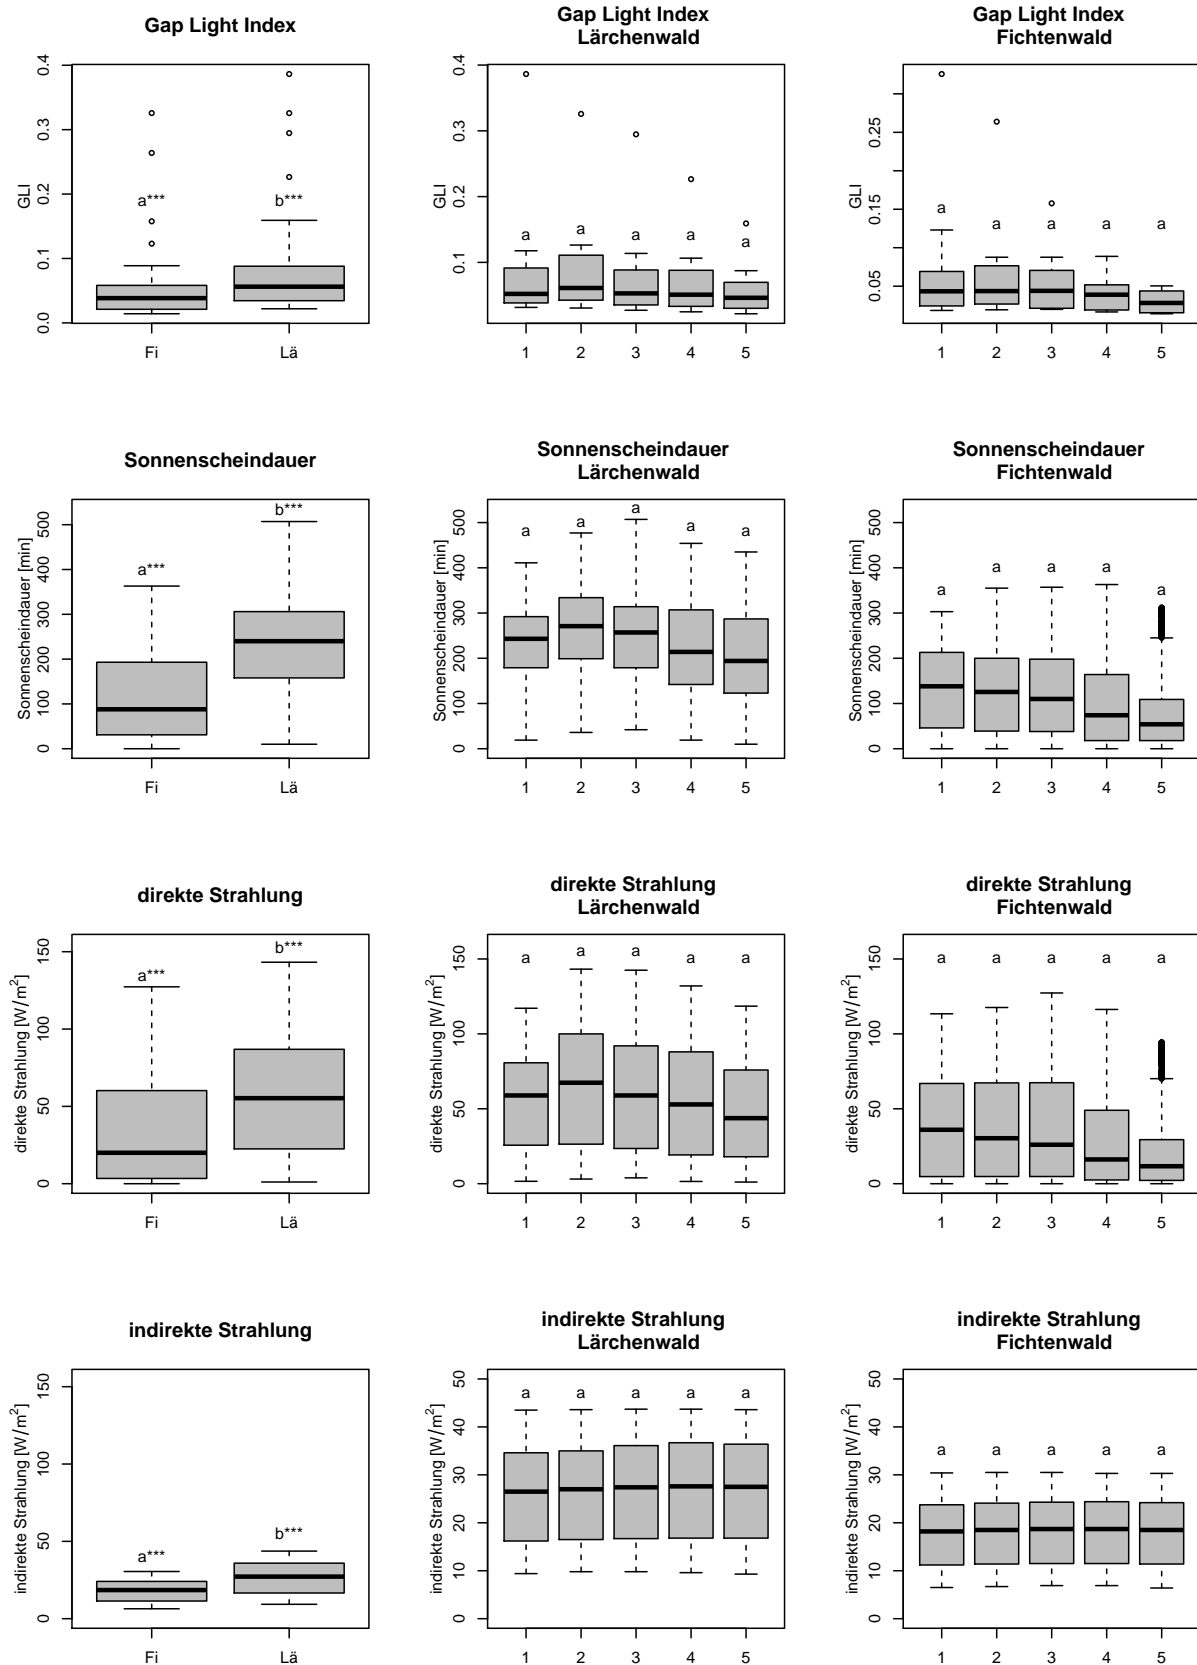 Gap Light Index
GLI
0.0 0.1 0.2 0.3 0.4
a*** b***
Fi Lä
Gap Light Index
Lärchenwald
GLI
0.1 0.2 0.3 0.4
a a a a a
1 2 3 4 5
Gap Light Index
Fichtenwald
GLI
0.05 0.15 0.25
a a a a a
1 2 3 4 5
Sonnenscheindauer
Sonnenscheindauer [min]
0 100 200 300 400 500
a*** b***
Fi Lä
Sonnenscheindauer
Lärchenwald
Sonnenscheindauer [min]
0 100 200 300 400 500
a a a a a
1 2 3 4 5
Sonnenscheindauer
Fichtenwald
Sonnenscheindauer [min]
0 100 200 300 400 500
a a a a a
1 2 3 4 5
direkte Strahlung
direkte Strahlung [W/m²]
0 50 100 150
a*** b***
Fi Lä
direkte Strahlung
Lärchenwald
direkte Strahlung [W/m²]
0 50 100 150
a a a a a
1 2 3 4 5
direkte Strahlung
Fichtenwald
direkte Strahlung [W/m²]
0 50 100 150
a a a a a
1 2 3 4 5
indirekte Strahlung
indirekte Strahlung [W/m²]
0 50 100 150
a*** b***
Fi Lä
indirekte Strahlung
Lärchenwald
indirekte Strahlung [W/m²]
0 10 20 30 40 50
a a a a a
1 2 3 4 5
indirekte Strahlung
Fichtenwald
indirekte Strahlung [W/m²]
0 10 20 30 40 50
a a a a a
1 2 3 4 5